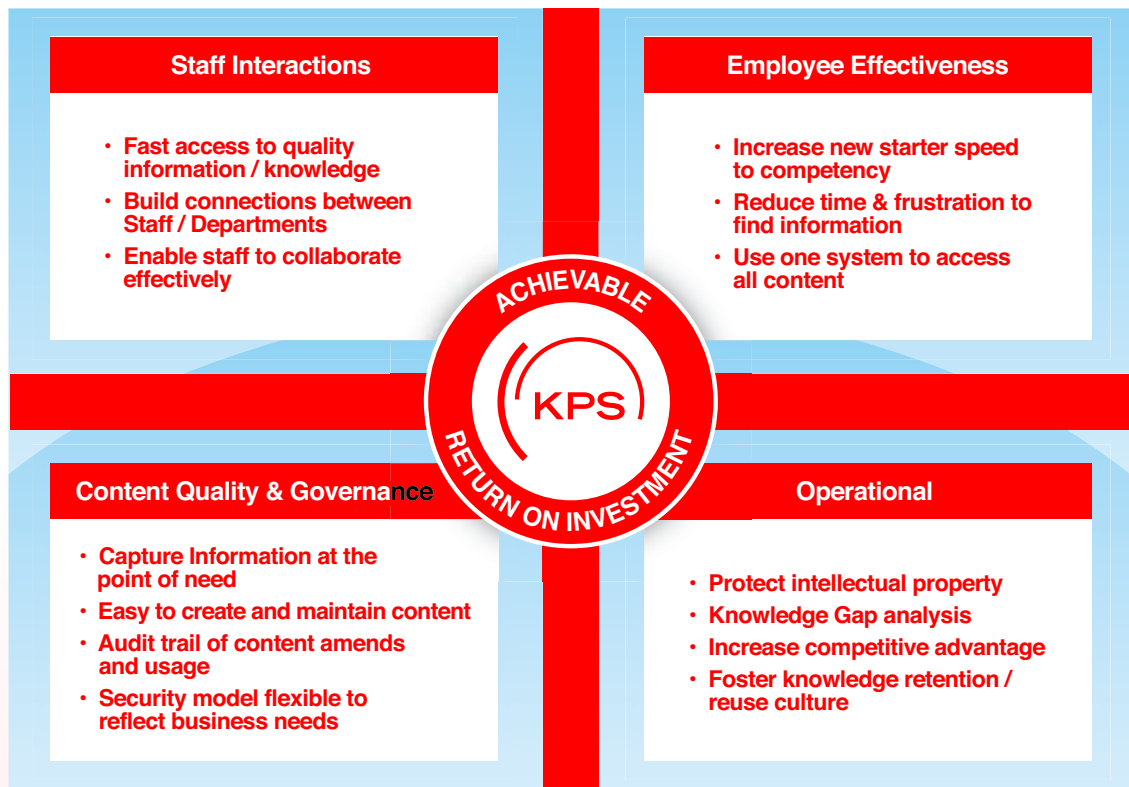 Staff Interactions
• Fast access to quality
information / knowledge
• Build connections between
Staff / Departments
• Enable staff to collaborate
effectively
Employee Effectiveness
• Increase new starter speed
to competency
• Reduce time & frustration to
find information
• Use one system to access
all content
ACHIEVABLE
KPS
RETURN ON INVESTMENT
Content Quality & Governance
• Capture Information at the
point of need
• Easy to create and maintain content
• Audit trail of content amends
and usage
• Security model flexible to
reflect business needs
Operational
• Protect intellectual property
• Knowledge Gap analysis
• Increase competitive advantage
• Foster knowledge retention /
reuse culture